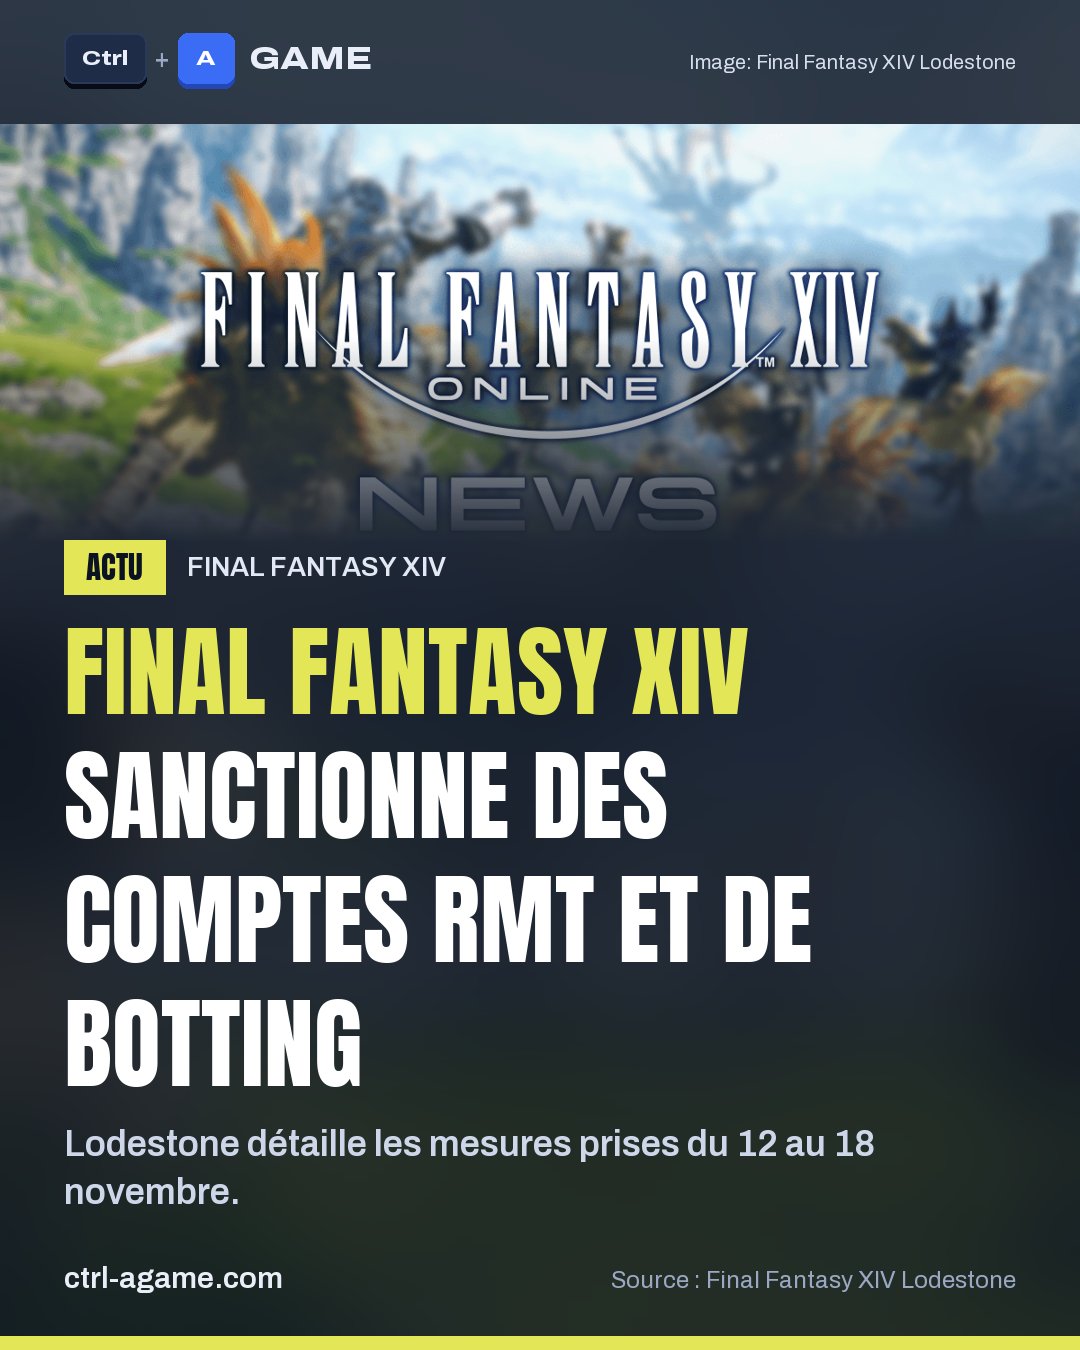 Ctrl + A GAME
Image: Final Fantasy XIV Lodestone
FINAL FANTASY XIV
ONLINE
TM
NEWS
ACTU FINAL FANTASY XIV
FINAL FANTASY XIV
SANCTIONNE DES
COMPTES RMT ET DE
BOTTING
Lodestone détaille les mesures prises du 12 au 18
novembre.
ctrl-agame.com
Source : Final Fantasy XIV Lodestone